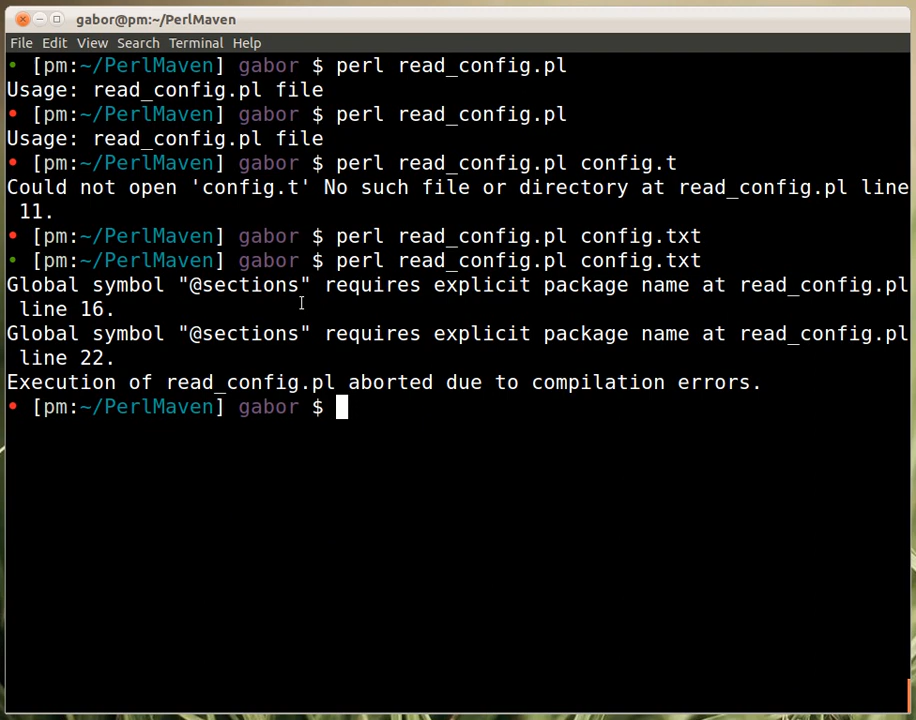 gabor@pm:~/PerlMaven
File Edit View Search Terminal Help
[pm:~/PerlMaven] gabor $ perl read_config.pl
Usage: read_config.pl file
[pm:~/PerlMaven] gabor $ perl read_config.pl
Usage: read_config.pl file
[pm:~/PerlMaven] gabor $ perl read_config.pl config.t
Could not open 'config.t' No such file or directory at read_config.pl line
11.
[pm:~/PerlMaven] gabor $ perl read_config.pl config.txt
[pm:~/PerlMaven] gabor $ perl read_config.pl config.txt
Global symbol "@sections" requires explicit package name at read_config.pl
line 16.
Global symbol "@sections" requires explicit package name at read_config.pl
line 22.
Execution of read_config.pl aborted due to compilation errors.
[pm:~/PerlMaven] gabor $